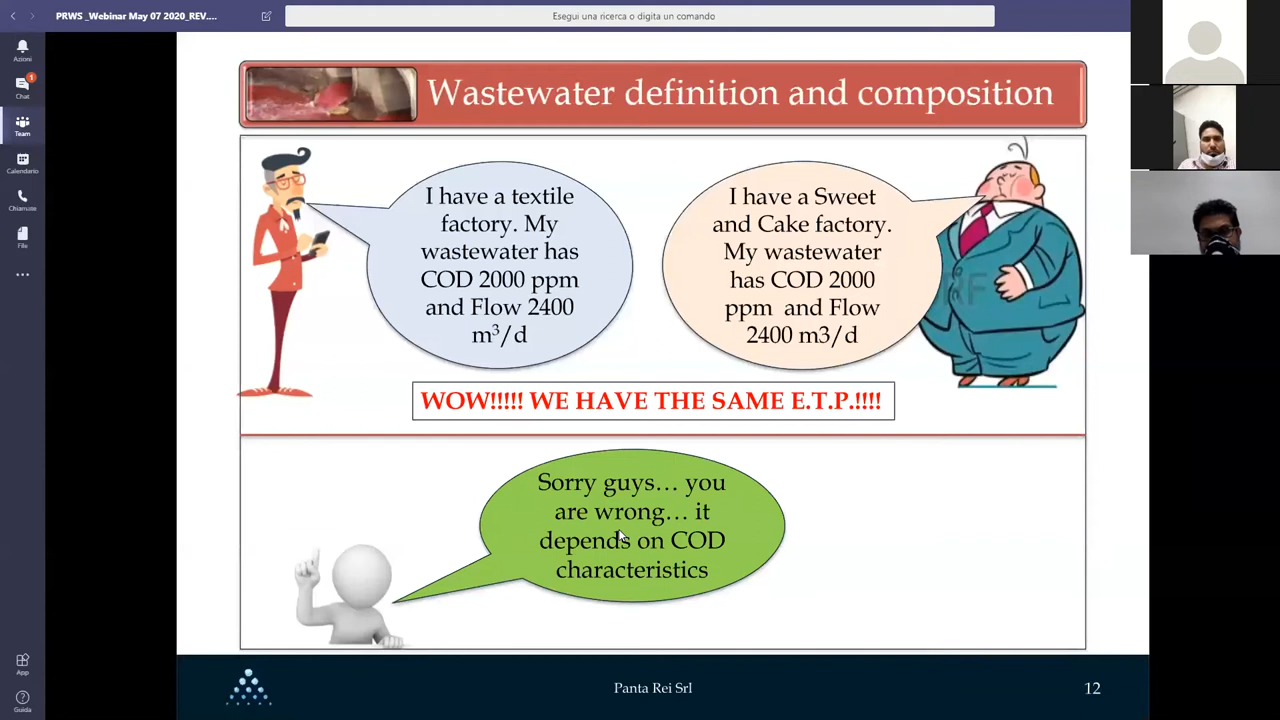 PRWS _Webinar May 07 2020_REV....
Esegui una ricerca o digita un comando
Azioni
1
Chat
Team
Calendario
Chiamate
File
App
Guida
Wastewater definition and composition
I have a textile
factory. My
wastewater has
COD 2000 ppm
and Flow 2400
m³/d
I have a Sweet
and Cake factory.
My wastewater
has COD 2000
ppm and Flow
2400 m3/d
WOW!!!!! WE HAVE THE SAME E.T.P.!!!!
Sorry guys… you
are wrong… it
depends on COD
characteristics
Panta Rei Srl
12